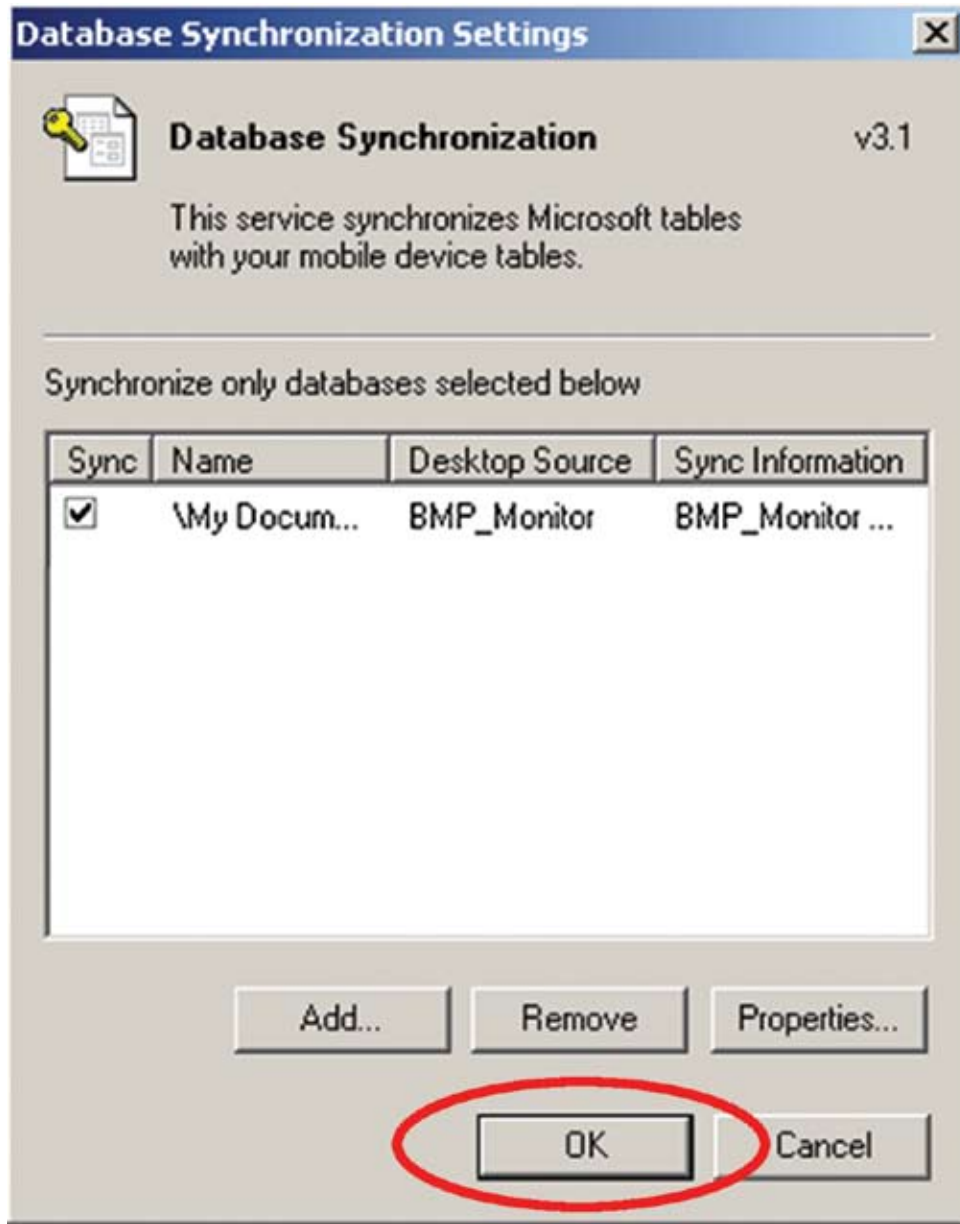 Database Synchronization Settings
Database Synchronization v3.1
This service synchronizes Microsoft tables
with your mobile device tables.
Synchronize only databases selected below
Sync Name Desktop Source Sync Information
\My Docum... BMP_Monitor BMP_Monitor ...
Add... Remove Properties...
OK Cancel